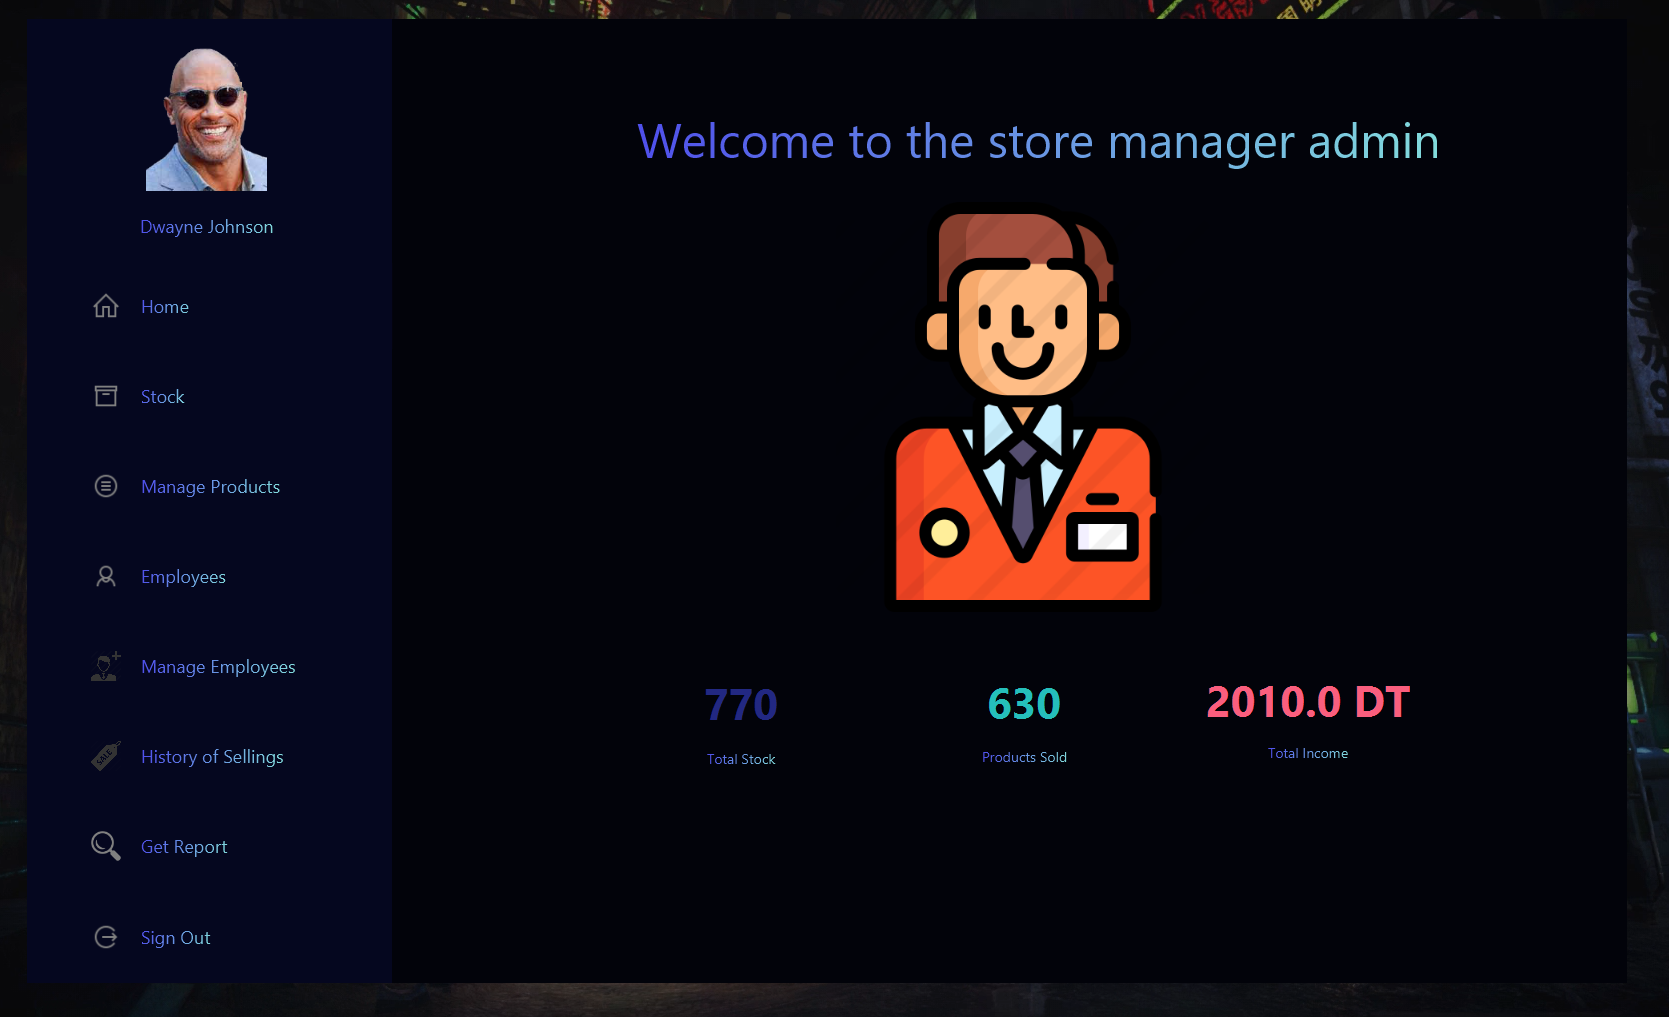 Dwayne Johnson
Home
Stock
Manage Products
Employees
Manage Employees
History of Sellings
Get Report
Sign Out
Welcome to the store manager admin
770
Total Stock
630
Products Sold
2010.0 DT
Total Income
SALE